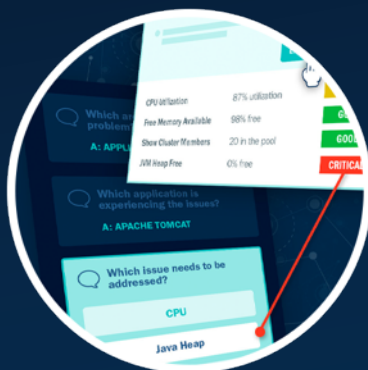 CPU Utilization 87% utilization
Free Memory Available 98% free
Show Cluster Members 20 in the pool GOOD
JVM Heap Free 0% free CRITICAL
Which
problem
A:
Which application is
experiencing the issues?
A: APACHE TOMCAT
Which issue needs to be
addressed?
CPU
Java Heap